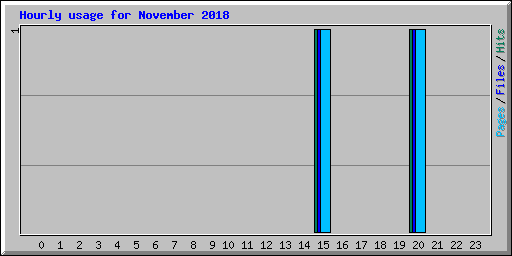 Hourly usage for November 2018
1
Pages/Files/Hits
0 1 2 3 4 5 6 7 8 9 10 11 12 13 14 15 16 17 18 19 20 21 22 23